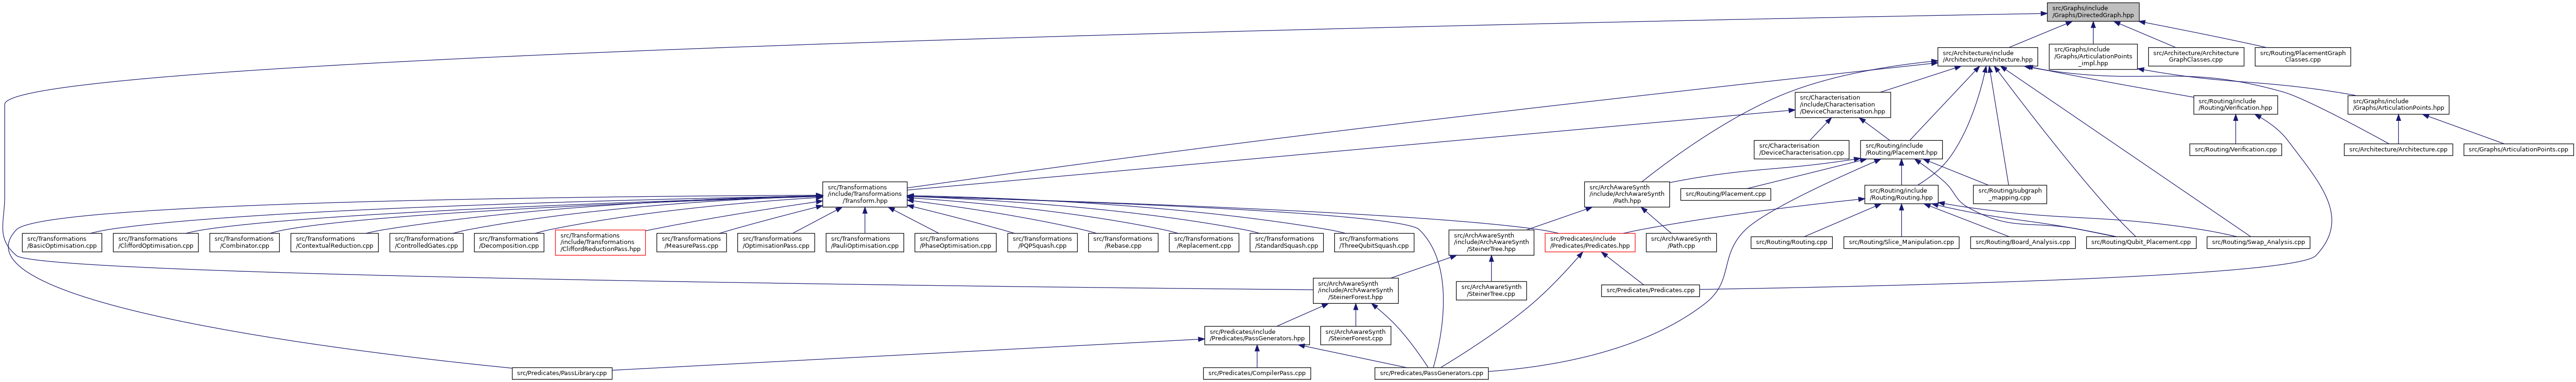 src/Graphs/include
/Graphs/DirectedGraph.hpp
src/Architecture/include
/Architecture/Architecture.hpp
src/Graphs/include
/Graphs/ArticulationPoints
_impl.hpp
src/Architecture/Architecture
GraphClasses.cpp
src/Routing/PlacementGraph
Classes.cpp
src/Characterisation
/include/Characterisation
/DeviceCharacterisation.hpp
src/Routing/include
/Routing/Verification.hpp
src/Graphs/include
/Graphs/ArticulationPoints.hpp
src/Characterisation
/DeviceCharacterisation.cpp
src/Routing/include
/Routing/Placement.hpp
src/Routing/Verification.cpp
src/Architecture/Architecture.cpp
src/Graphs/ArticulationPoints.cpp
src/Transformations
/include/Transformations
/Transform.hpp
src/ArchAwareSynth
/include/ArchAwareSynth
/Path.hpp
src/Routing/Placement.cpp
src/Routing/include
/Routing/Routing.hpp
src/Routing/subgraph
_mapping.cpp
src/Transformations
/BasicOptimisation.cpp
src/Transformations
/CliffordOptimisation.cpp
src/Transformations
/Combinator.cpp
src/Transformations
/ContextualReduction.cpp
src/Transformations
/ControlledGates.cpp
src/Transformations
/Decomposition.cpp
src/Transformations
/include/Transformations
/CliffordReductionPass.hpp
src/Transformations
/MeasurePass.cpp
src/Transformations
/OptimisationPass.cpp
src/Transformations
/PauliOptimisation.cpp
src/Transformations
/PhaseOptimisation.cpp
src/Transformations
/PQPSquash.cpp
src/Transformations
/Rebase.cpp
src/Transformations
/Replacement.cpp
src/Transformations
/StandardSquash.cpp
src/Transformations
/ThreeQubitSquash.cpp
src/ArchAwareSynth
/include/ArchAwareSynth
/SteinerTree.hpp
src/Predicates/include
/Predicates/Predicates.hpp
src/ArchAwareSynth
/Path.cpp
src/Routing/Routing.cpp
src/Routing/Slice_Manipulation.cpp
src/Routing/Board_Analysis.cpp
src/Routing/Qubit_Placement.cpp
src/Routing/Swap_Analysis.cpp
src/ArchAwareSynth
/include/ArchAwareSynth
/SteinerForest.hpp
src/ArchAwareSynth
/SteinerTree.cpp
src/Predicates/Predicates.cpp
src/Predicates/include
/Predicates/PassGenerators.hpp
src/ArchAwareSynth
/SteinerForest.cpp
src/Predicates/PassLibrary.cpp
src/Predicates/CompilerPass.cpp
src/Predicates/PassGenerators.cpp